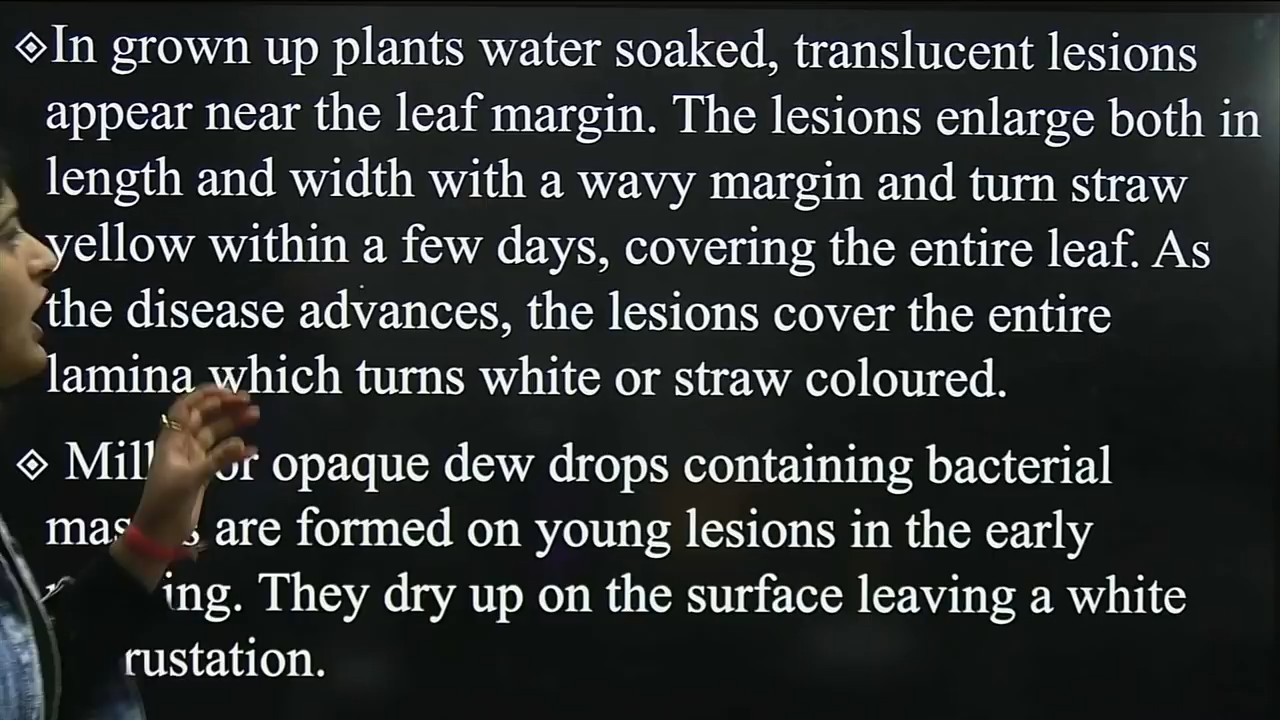 In grown up plants water soaked, translucent lesions
appear near the leaf margin. The lesions enlarge both in
length and width with a wavy margin and turn straw
yellow within a few days, covering the entire leaf. As
the disease advances, the lesions cover the entire
lamina which turns white or straw coloured.
or opaque dew drops containing bacterial
are formed on young lesions in the early
They dry up on the surface leaving a white